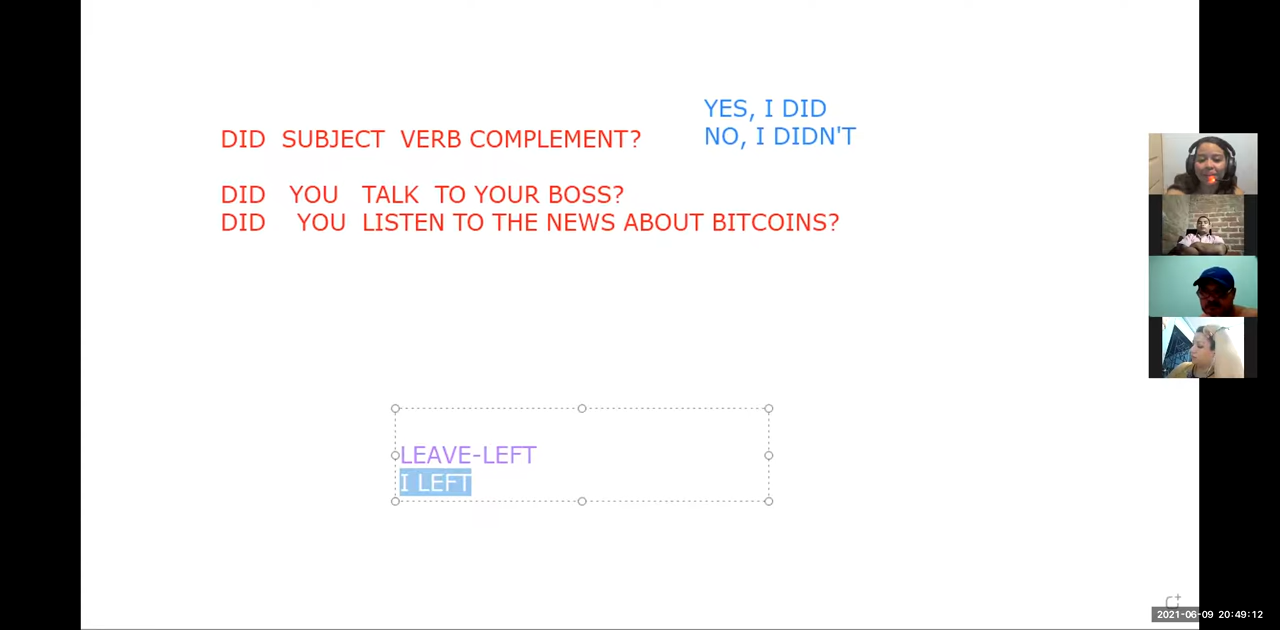 YES, I DID
NO, I DIDN'T
DID SUBJECT VERB COMPLEMENT?
DID YOU TALK TO YOUR BOSS?
DID YOU LISTEN TO THE NEWS ABOUT BITCOINS?
LEAVE-LEFT
I LEFT
2021-06-09 20:49:12